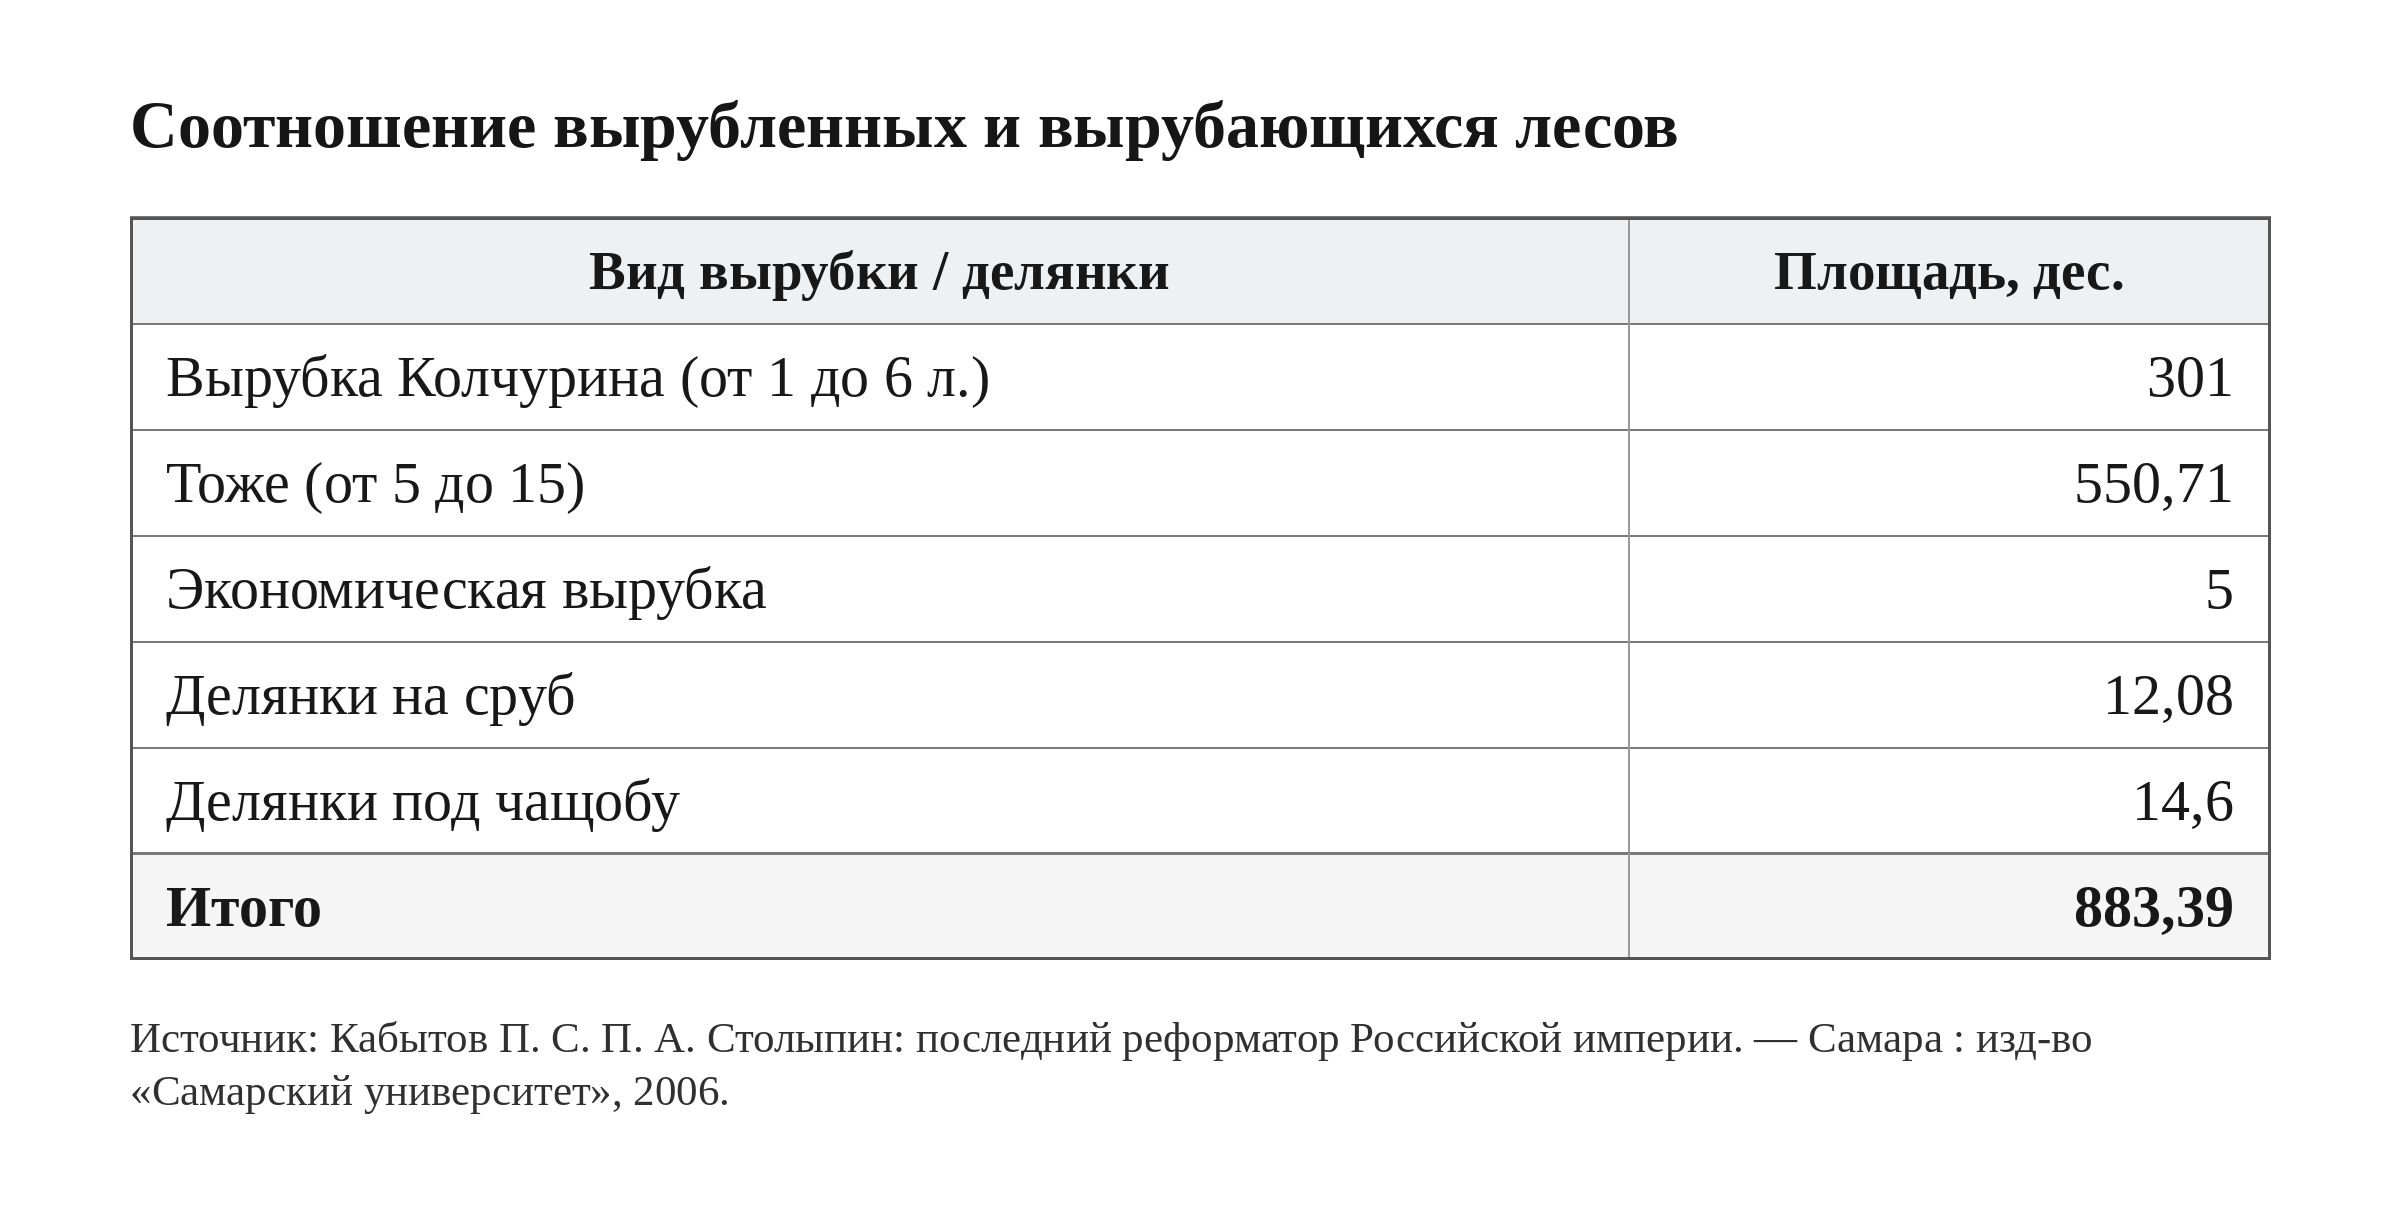 Соотношение вырубленных и вырубающихся лесов
Вид вырубки / делянки Площадь, дес.
Вырубка Колчурина (от 1 до 6 л.) 301
Тоже (от 5 до 15) 550,71
Экономическая вырубка 5
Делянки на сруб 12,08
Делянки под чащобу 14,6
Итого 883,39
Источник: Кабытов П. С. П. А. Столыпин: последний реформатор Российской империи. — Самара : изд-во
«Самарский университет», 2006.